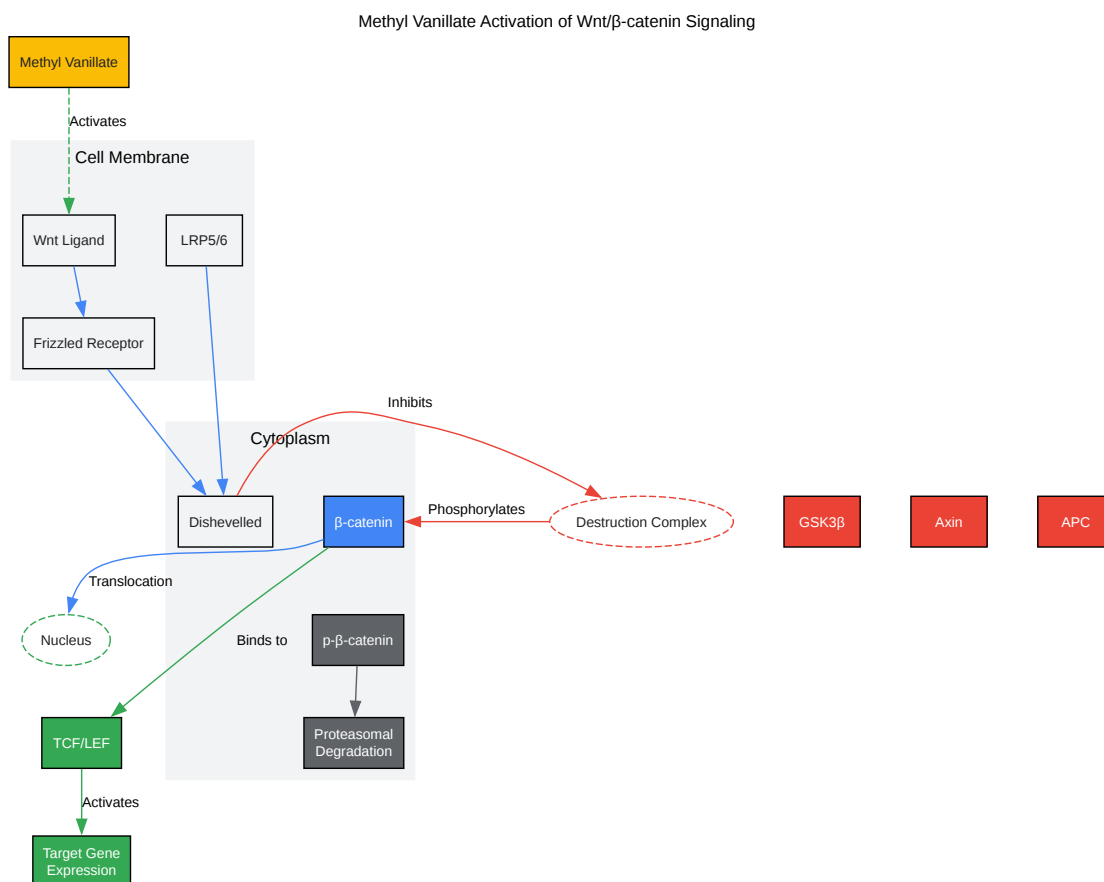 Methyl Vanillate Activation of Wnt/β-catenin Signaling
Methyl Vanillate
Activates
Cell Membrane
Wnt Ligand
LRP5/6
Frizzled Receptor
Inhibits
Cytoplasm
Dishevelled
β-catenin
Phosphorylates
Destruction Complex
GSK3β
Axin
APC
Translocation
Nucleus
Binds to
p-β-catenin
TCF/LEF
Proteasomal
Degradation
Activates
Target Gene
Expression